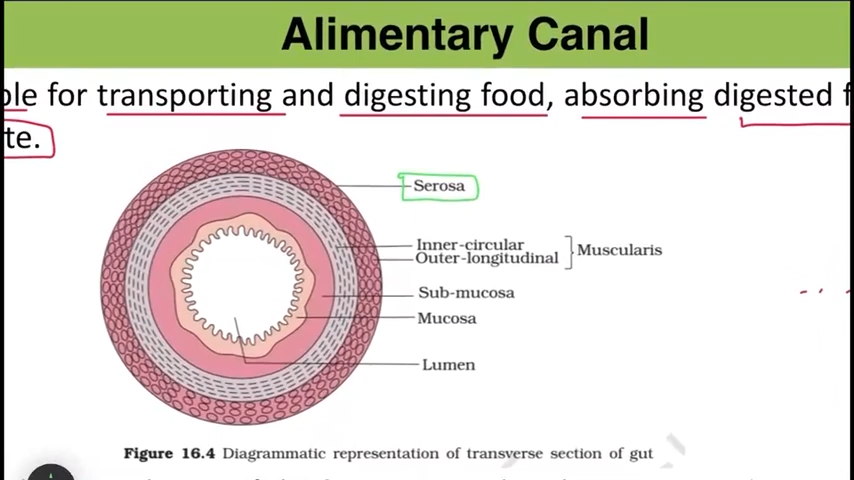 Alimentary Canal
for transporting and digesting food, absorbing digested
te.
Serosa
Inner-circular
Outer-longitudinal
Muscularis
Sub-mucosa
Mucosa
Lumen
Figure 16.4 Diagrammatic representation of transverse section of gut